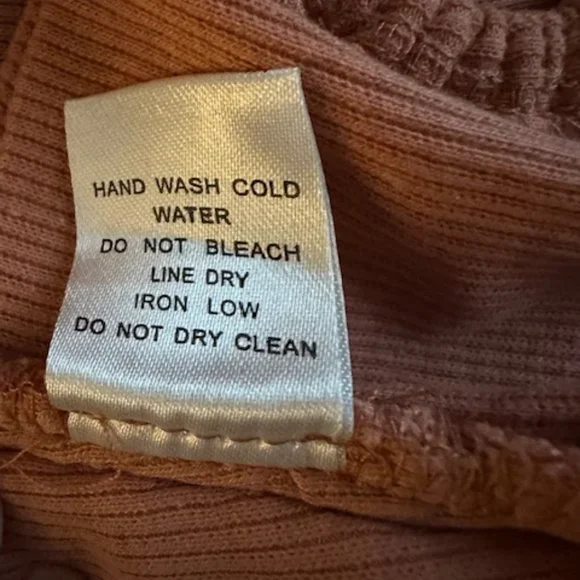 HAND WASH COLD
WATER
DO NOT BLEACH
LINE DRY
IRON LOW
DO NOT DRY CLEAN